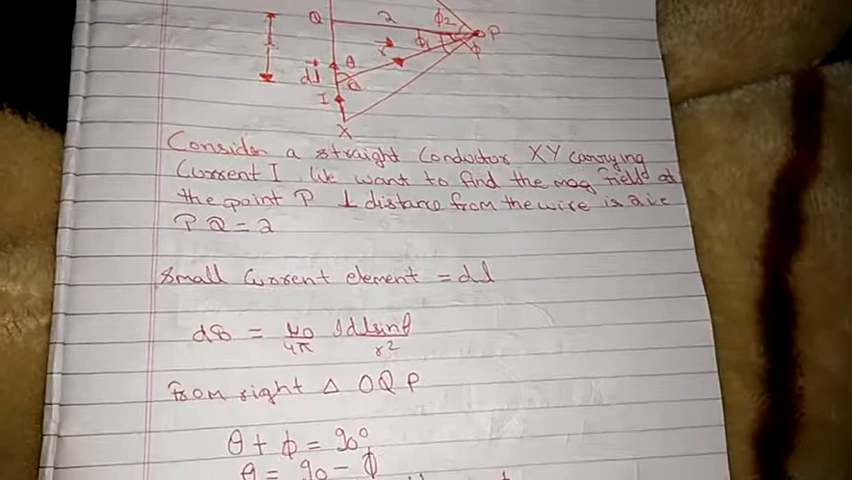 Q a ϕ2 P
r ϕ1 ϕ
l
dl θ
O
I
X
Consider a straight Conductor XY carrying
Current I. We want to find the mag field at
the point P ⊥ distance from the wire is a i.e
PQ = a
Small Current element = dl
dB = μ0/4π Idlsinθ/r2
from right Δ OQP
θ + ϕ = 90°
θ = 90 - ϕ